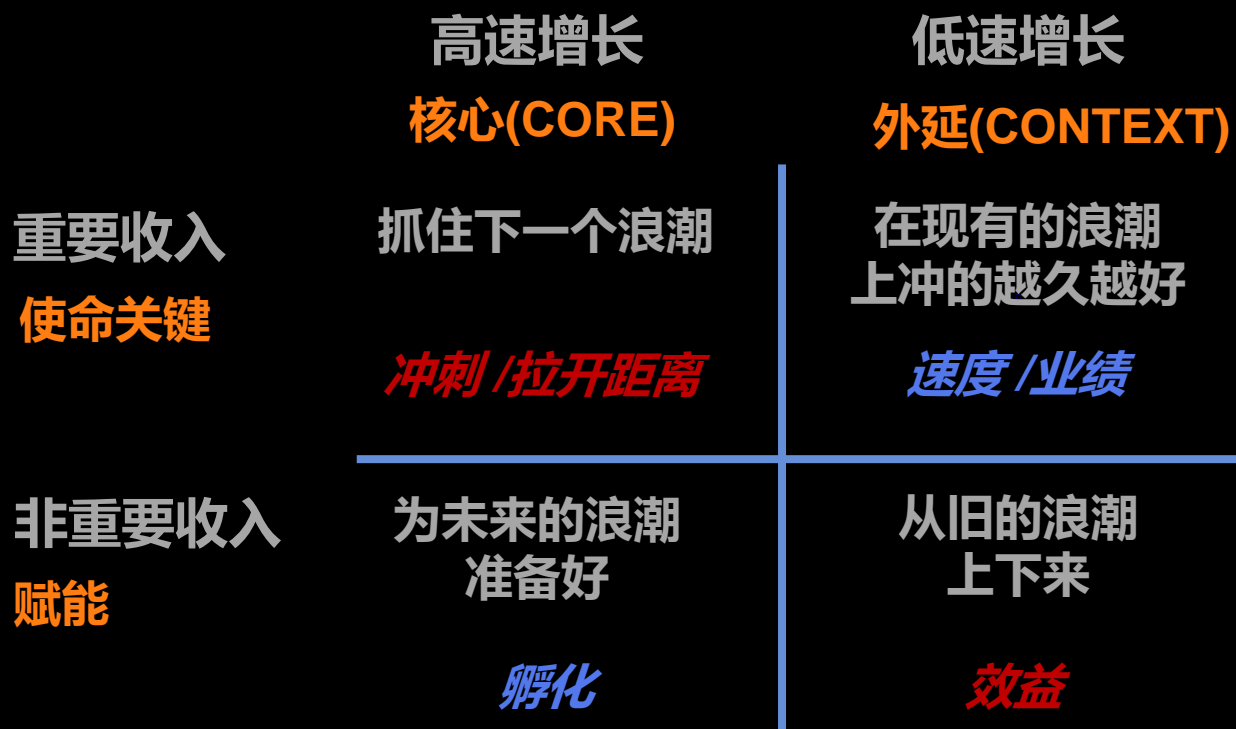 高速增长
低速增长
核心(CORE)
外延(CONTEXT)
重要收入
使命关键
抓住下一个浪潮
冲刺 /拉开距离
在现有的浪潮
上冲的越久越好
速度 /业绩
非重要收入
赋能
为未来的浪潮
准备好
孵化
从旧的浪潮
上下来
效益